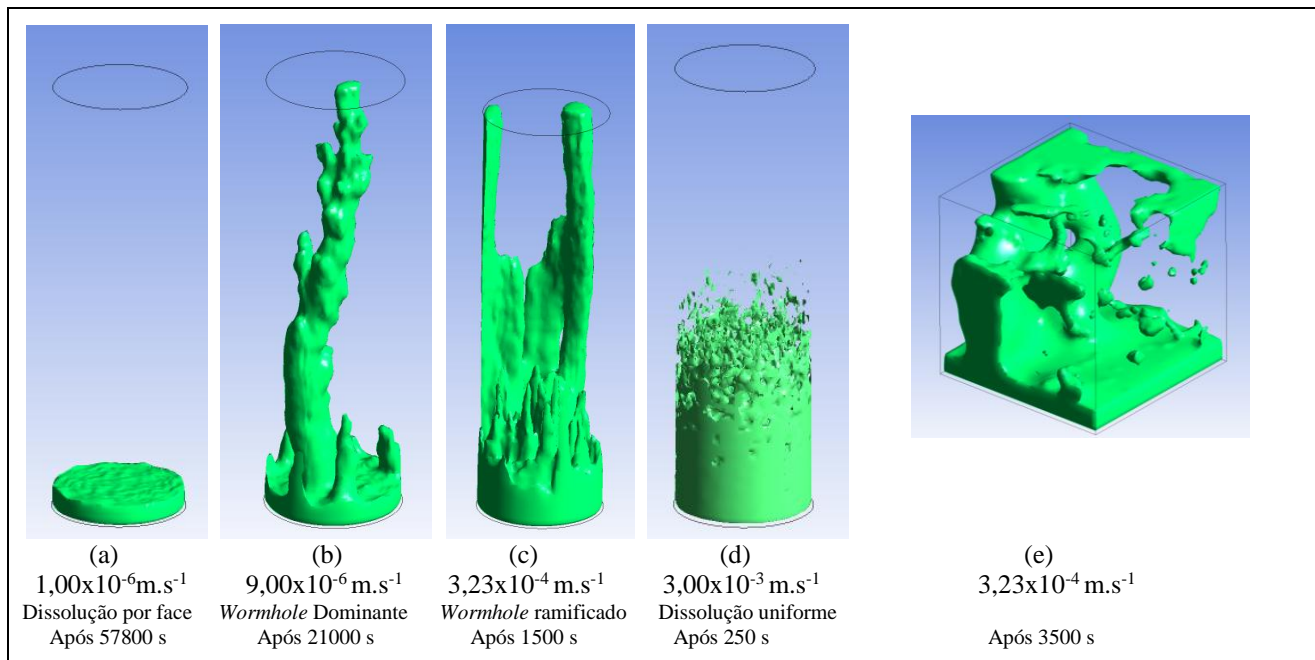 (a) (b) (c) (d) (e)
1,00x10⁻⁶m.s⁻¹ 9,00x10⁻⁶ m.s⁻¹ 3,23x10⁻⁴ m.s⁻¹ 3,00x10⁻³ m.s⁻¹ 3,23x10⁻⁴ m.s⁻¹
Dissolução por face Wormhole Dominante Wormhole ramificado Dissolução uniforme
Após 57800 s Após 21000 s Após 1500 s Após 250 s Após 3500 s